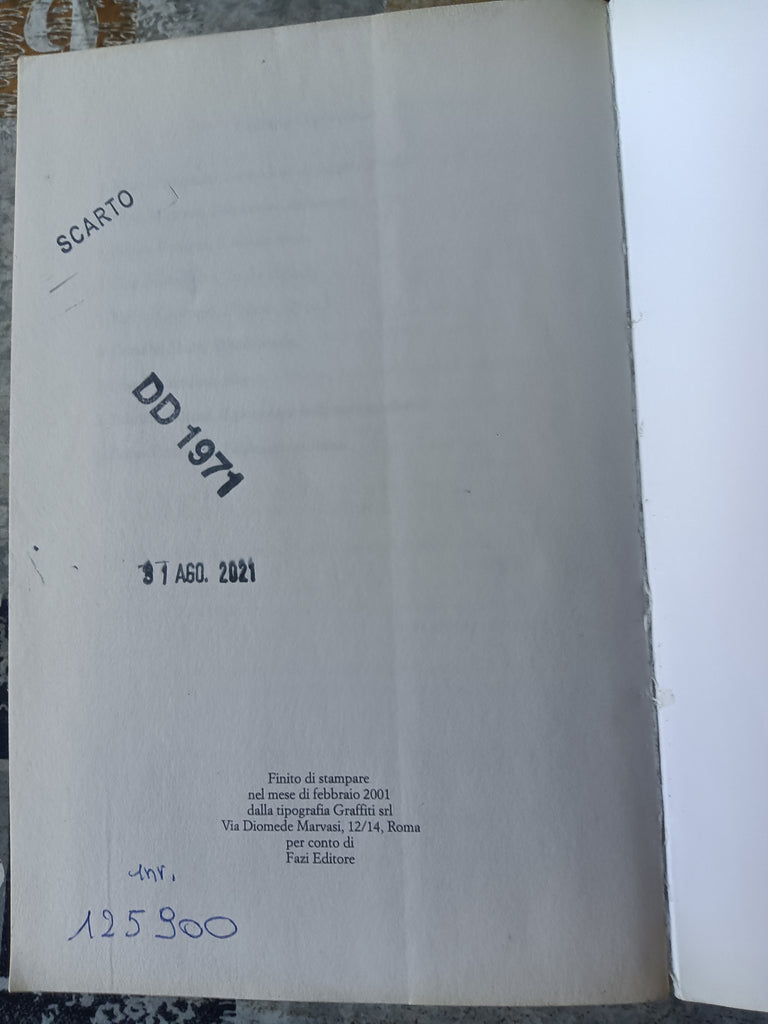 SCARTO
DD 1971
31 AGO. 2021
Finito di stampare
nel mese di febbraio 2001
dalla tipografia Graffiti srl
Via Diomede Marvasi, 12/14, Roma
per conto di
Fazi Editore
inv.
125900